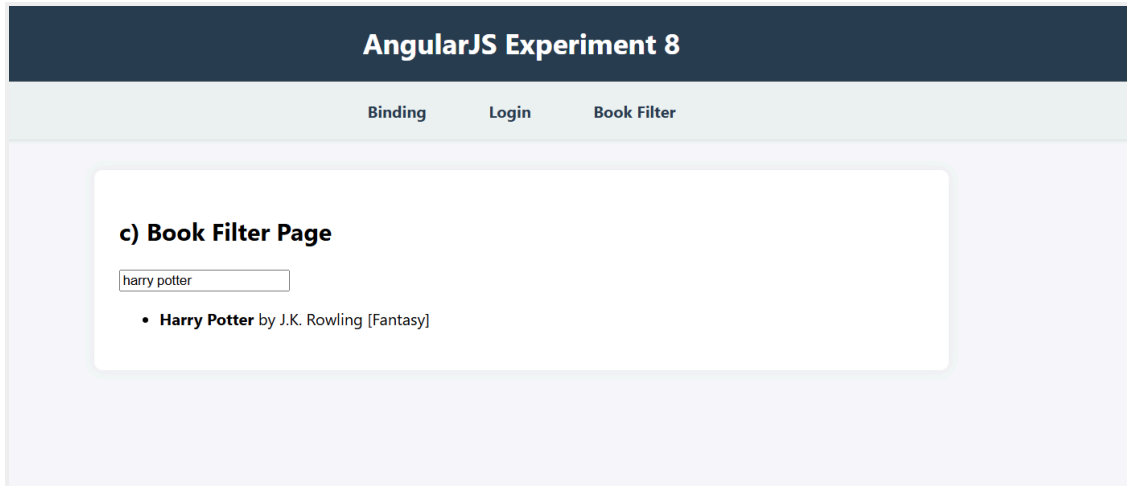 AngularJS Experiment 8
Binding Login Book Filter
c) Book Filter Page
harry potter
• Harry Potter by J.K. Rowling [Fantasy]